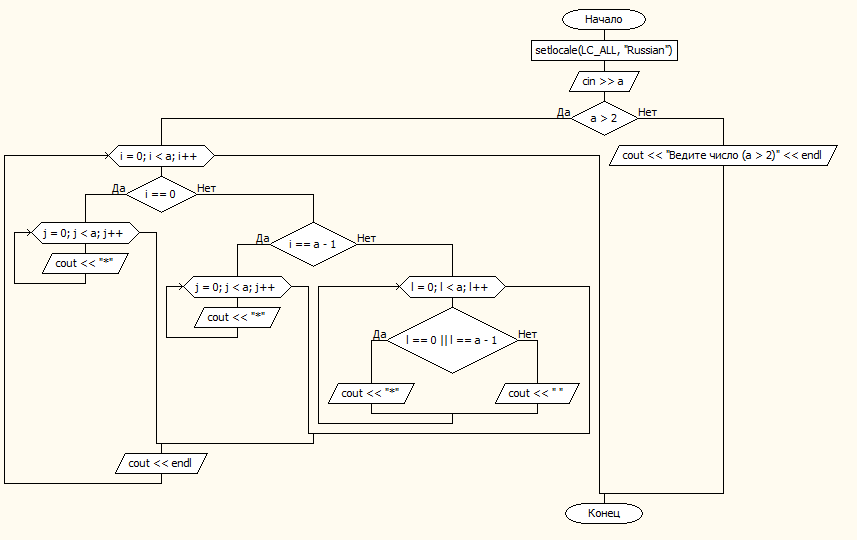 Начало
setlocale(LC_ALL, "Russian")
cin >> a
Да
a > 2
Нет
i = 0; i < a; i++
cout << "Ведите число (a > 2)" << endl
Да
i == 0
Нет
j = 0; j < a; j++
Да
i == a - 1
Нет
cout << "*"
j = 0; j < a; j++
l = 0; l < a; l++
cout << "*"
Да
l == 0 || l == a - 1
Нет
cout << "*"
cout << " "
cout << endl
Конец